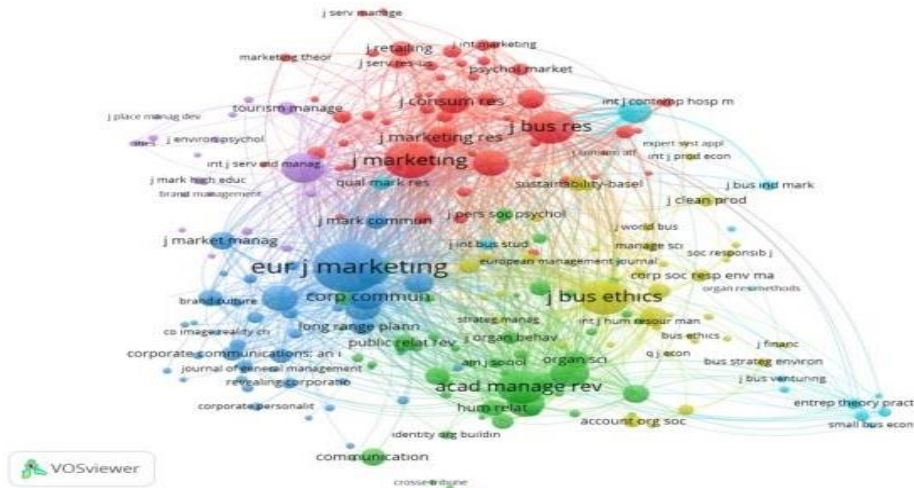 j serv manage
j retailing
j int marketing
marketing theor
j serv res-us
psychol market
j consum res
tourism manage
int j contemp hosp m
j place manag dev
j marketing res
j bus res
j environ psychol
expert syst appl
int j prod econ
j marketing
int j serv ind manag
qual mark res
j mark high educ
sustainability-basel
j bus ind mark
brand management
j clean prod
j mark commun
j pers soc psychol
j world bus
j market manag
j int bus stud
manage sci
soc responsib j
eur j marketing
european management journal
corp soc resp env ma
organ res methods
brand culture
corp commun
j bus ethics
strateg manag
int j hum resour man
co image reality cri
long range plann
bus ethics
public relat rev
j organ behav
j financ
corporate communications: an i
am j sociol
organ sci
q j econ
journal of general management
bus strateg environ
revealing corporatio
acad manage rev
j bus venturing
corporate personalit
hum relat
entrep theory pract
account org soc
small bus econ
identity org buildin
communication
VOSviewer